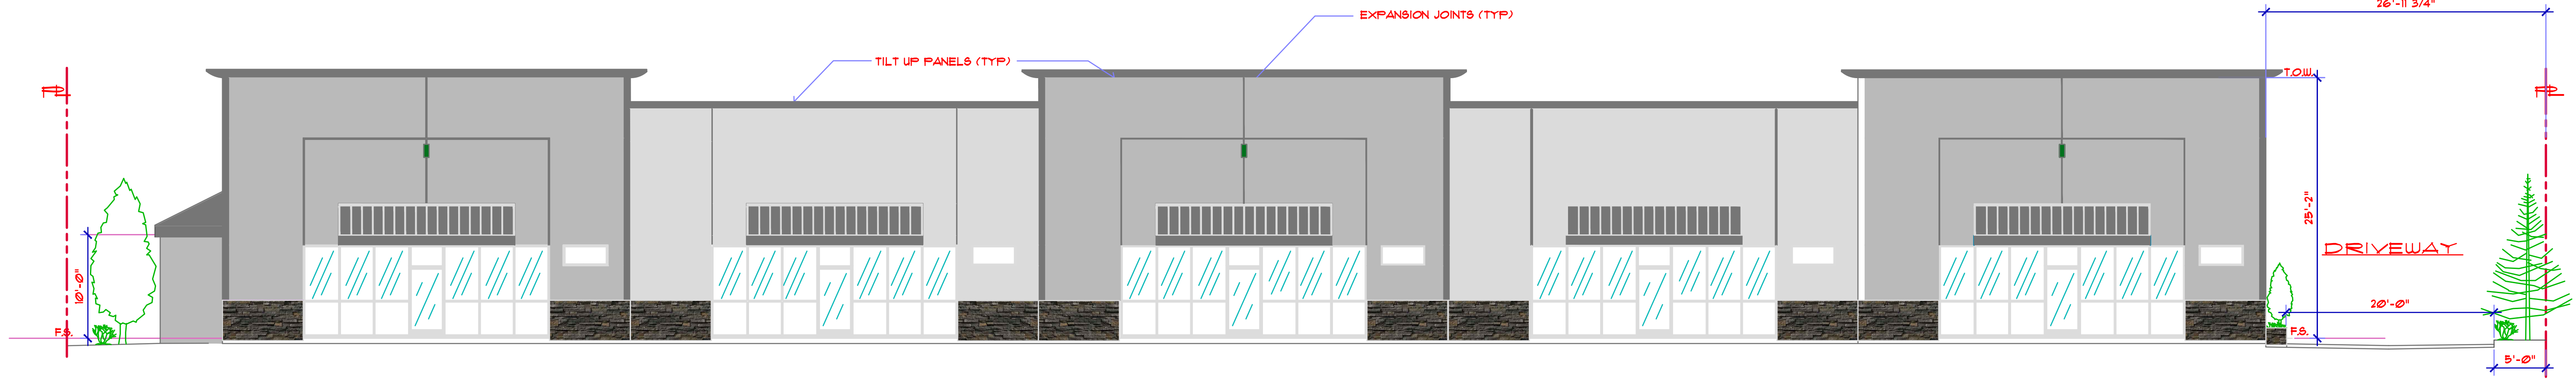 EXPANSION JOINTS (TYP)
26'-11 3/4"
TILT UP PANELS (TYP)
T.O.W.
PL
PL
25'-2"
DRIVEWAY
10'-0"
20'-0"
F.S.
F.S.
5'-0"